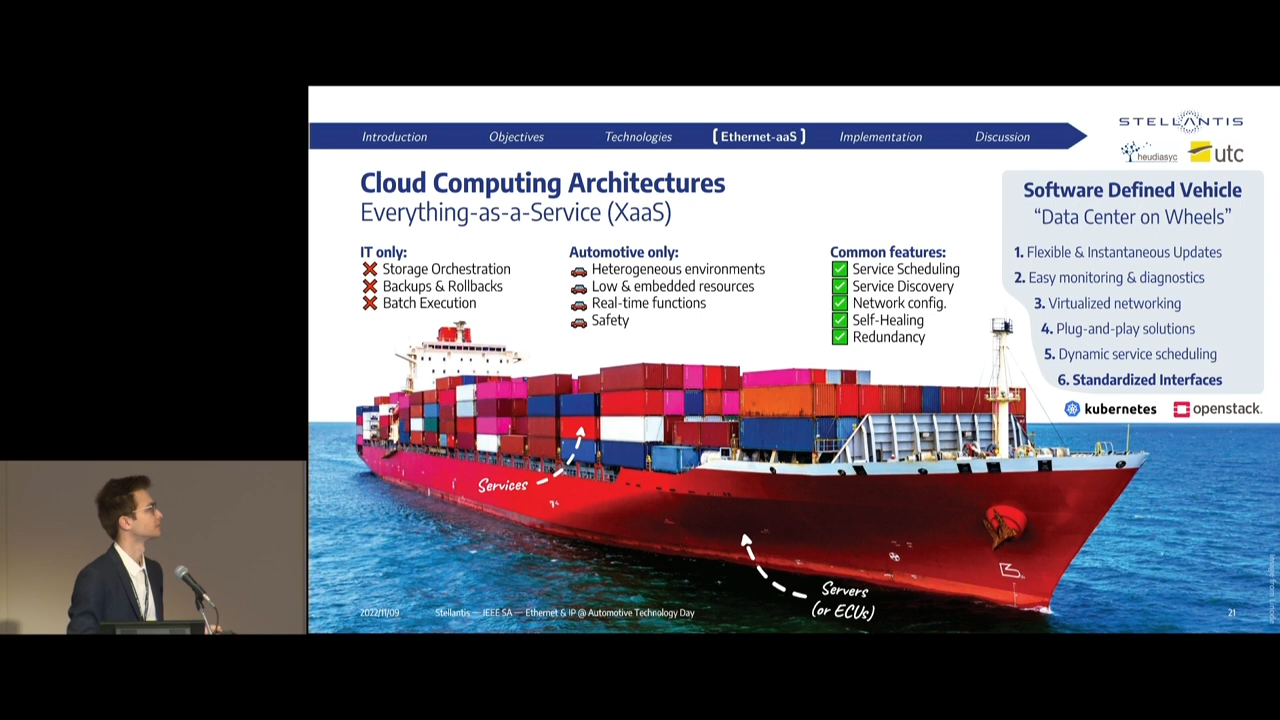 Introduction
Objectives
Technologies
[Ethernet-aaS]
Implementation
Discussion
STELLANTIS
heudiasyc
utc
Cloud Computing Architectures
Everything-as-a-Service (XaaS)
IT only:
Storage Orchestration
Backups & Rollbacks
Batch Execution
Automotive only:
Heterogeneous environments
Low & embedded resources
Real-time functions
Safety
Common features:
Service Scheduling
Service Discovery
Network config.
Self-Healing
Redundancy
Software Defined Vehicle
“Data Center on Wheels”
1. Flexible & Instantaneous Updates
2. Easy monitoring & diagnostics
3. Virtualized networking
4. Plug-and-play solutions
5. Dynamic service scheduling
6. Standardized Interfaces
kubernetes
openstack.
Services
Servers
(or ECUs)
2022/11/09
Stellantis — IEEE SA — Ethernet & IP @ Automotive Technology Day
21